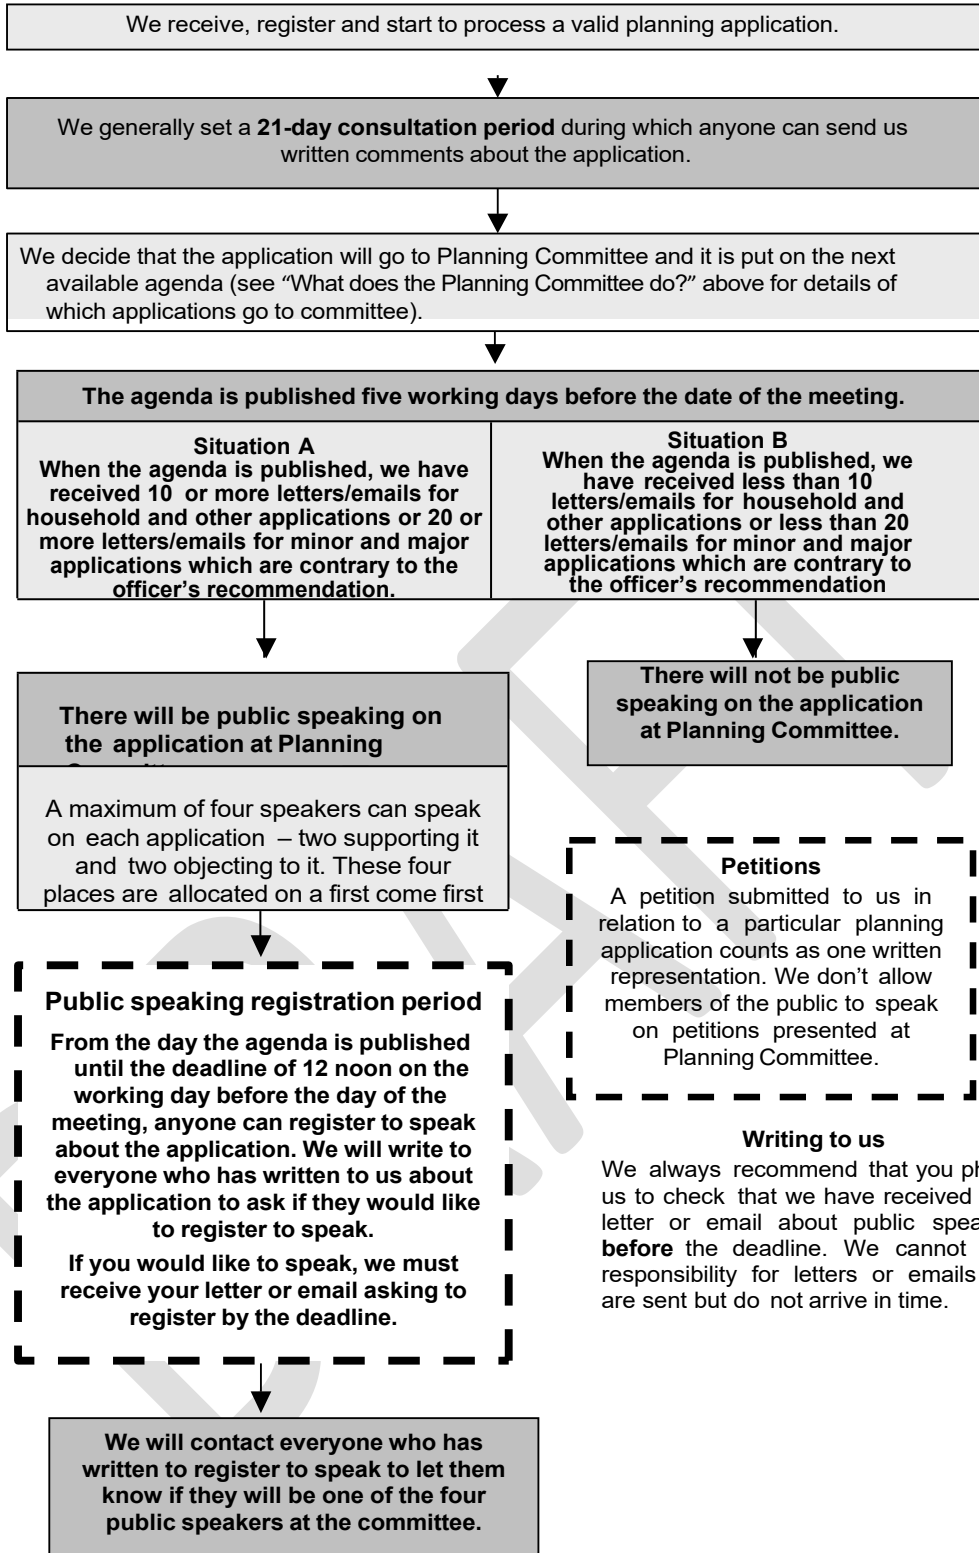 We receive, register and start to process a valid planning application.
We generally set a 21-day consultation period during which anyone can send us
written comments about the application.
We decide that the application will go to Planning Committee and it is put on the next
available agenda (see “What does the Planning Committee do?” above for details of
which applications go to committee).
The agenda is published five working days before the date of the meeting.
Situation A
When the agenda is published, we have
received 10 or more letters/emails for
household and other applications or 20 or
more letters/emails for minor and major
applications which are contrary to the
officer’s recommendation.
Situation B
When the agenda is published, we
have received less than 10
letters/emails for household and
other applications or less than 20
letters/emails for minor and major
applications which are contrary to
the officer’s recommendation
There will be public speaking on
the application at Planning
There will not be public
speaking on the application
at Planning Committee.
A maximum of four speakers can speak
on each application – two supporting it
and two objecting to it. These four
places are allocated on a first come first
Petitions
A petition submitted to us in
relation to a particular planning
application counts as one written
representation. We don’t allow
members of the public to speak
on petitions presented at
Planning Committee.
Public speaking registration period
From the day the agenda is published
until the deadline of 12 noon on the
working day before the day of the
meeting, anyone can register to speak
about the application. We will write to
everyone who has written to us about
the application to ask if they would like
to register to speak.
If you would like to speak, we must
receive your letter or email asking to
register by the deadline.
Writing to us
We always recommend that you
us to check that we have received
letter or email about public
before the deadline. We cannot
responsibility for letters or emails
are sent but do not arrive in time.
We will contact everyone who has
written to register to speak to let them
know if they will be one of the four
public speakers at the committee.